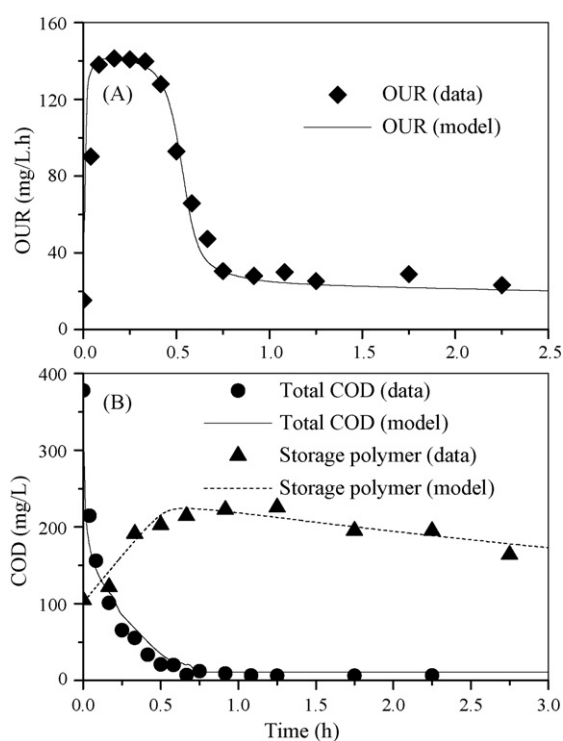 160
(A)
OUR (data)
120
OUR (model)
OUR (mg/L.h)
80
40
0
0.0 0.5 1.0 1.5 2.0 2.5
400
(B)
Total COD (data)
Total COD (model)
300
Storage polymer (data)
Storage polymer (model)
COD (mg/L)
200
100
0
0.0 0.5 1.0 1.5 2.0 2.5 3.0
Time (h)